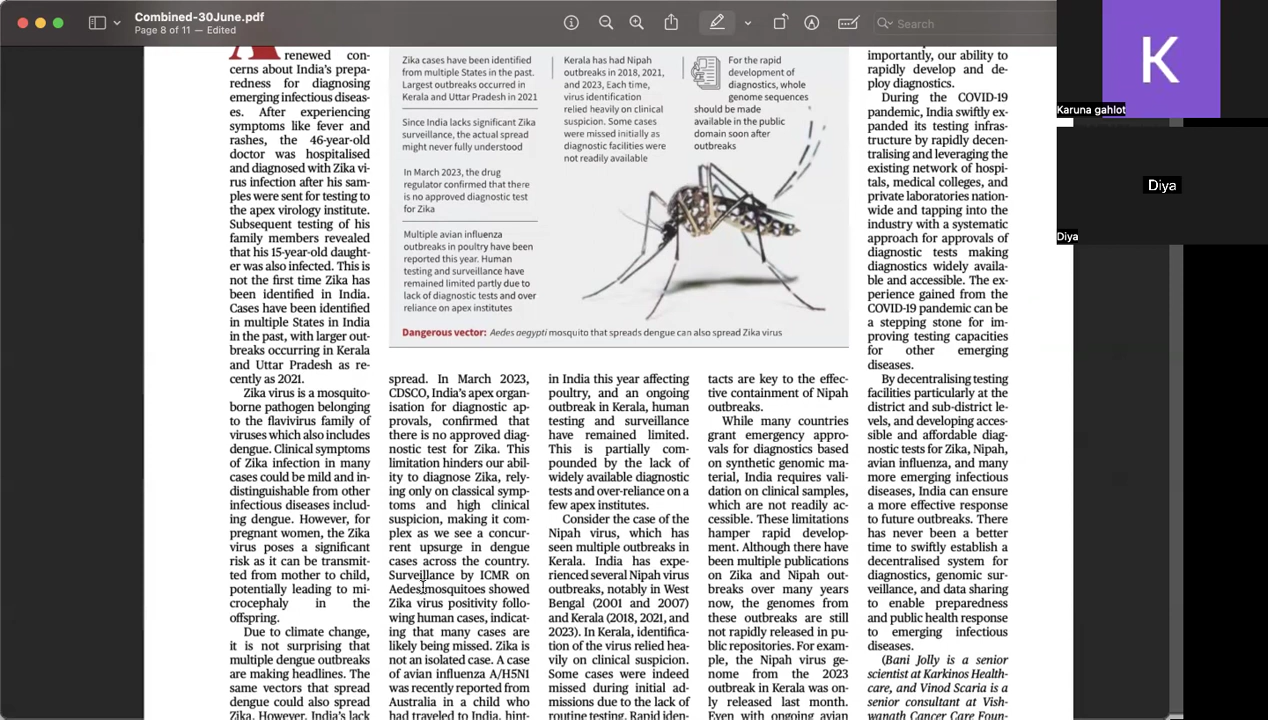 Combined-30June.pdf
Page 8 of 11 — Edited
Search
K
Karuna gahlot
Diya
Diya
renewed con-
cerns about India's prepa-
redness for diagnosing
emerging infectious diseas-
es. After experiencing
symptoms like fever and
rashes, the 46-year-old
doctor was hospitalised
and diagnosed with Zika vi-
rus infection after his sam-
ples were sent for testing to
the apex virology institute.
Subsequent testing of his
family members revealed
that his 15-year-old daught-
er was also infected. This is
not the first time Zika has
been identified in India.
Cases have been identified
in multiple States in India
in the past, with larger out-
breaks occurring in Kerala
and Uttar Pradesh as re-
cently as 2021.
Zika virus is a mosquito-
borne pathogen belonging
to the flavivirus family of
viruses which also includes
dengue. Clinical symptoms
of Zika infection in many
cases could be mild and in-
distinguishable from other
infectious diseases includ-
ing dengue. However, for
pregnant women, the Zika
virus poses a significant
risk as it can be transmit-
ted from mother to child,
potentially leading to mi-
crocephaly in the
offspring.
Due to climate change,
it is not surprising that
multiple dengue outbreaks
are making headlines. The
same vectors that spread
dengue could also spread
Zika. However, India's lack
Zika cases have been identified
from multiple States in the past.
Largest outbreaks occurred in
Kerala and Uttar Pradesh in 2021
Since India lacks significant Zika
surveillance, the actual spread
might never fully understood
In March 2023, the drug
regulator confirmed that there
is no approved diagnostic test
for Zika
Multiple avian influenza
outbreaks in poultry have been
reported this year. Human
testing and surveillance have
remained limited partly due to
lack of diagnostic tests and over
reliance on apex institutes
Kerala has had Nipah
outbreaks in 2018, 2021,
and 2023, Each time,
virus identification
relied heavily on clinical
suspicion. Some cases
were missed initially as
diagnostic facilities were
not readily available
For the rapid
development of
diagnostics, whole
genome sequences
should be made
available in the public
domain soon after
outbreaks
Dangerous vector: Aedes aegypti mosquito that spreads dengue can also spread Zika virus
spread. In March 2023,
CDSCO, India's apex organ-
isation for diagnostic ap-
provals, confirmed that
there is no approved diag-
nostic test for Zika. This
limitation hinders our abil-
ity to diagnose Zika, rely-
ing only on classical symp-
toms and high clinical
suspicion, making it com-
plex as we see a concur-
rent upsurge in dengue
cases across the country.
Surveillance by ICMR on
Aedes mosquitoes showed
Zika virus positivity follo-
wing human cases, indicat-
ing that many cases are
likely being missed. Zika is
not an isolated case. A case
of avian influenza A/H5N1
was recently reported from
Australia in a child who
had traveled to India, hint-
in India this year affecting
poultry, and an ongoing
outbreak in Kerala, human
testing and surveillance
have remained limited.
This is partially com-
pounded by the lack of
widely available diagnostic
tests and over-reliance on a
few apex institutes.
Consider the case of the
Nipah virus, which has
seen multiple outbreaks in
Kerala. India has expe-
rienced several Nipah virus
outbreaks, notably in West
Bengal (2001 and 2007)
and Kerala (2018, 2021, and
2023). In Kerala, identifica-
tion of the virus relied hea-
vily on clinical suspicion.
Some cases were indeed
missed during initial ad-
missions due to the lack of
routine testing. Rapid iden-
tacts are key to the effec-
tive containment of Nipah
outbreaks.
While many countries
grant emergency appro-
vals for diagnostics based
on synthetic genomic ma-
terial, India requires vali-
dation on clinical samples,
which are not readily ac-
cessible. These limitations
hamper rapid develop-
ment. Although there have
been multiple publications
on Zika and Nipah out-
breaks over many years
now, the genomes from
these outbreaks are still
not rapidly released in pu-
blic repositories. For exam-
ple, the Nipah virus ge-
nome from the 2023
outbreak in Kerala was on-
ly released last month.
Even with ongoing avian
importantly, our ability to
rapidly develop and de-
ploy diagnostics.
During the COVID-19
pandemic, India swiftly ex-
panded its testing infras-
tructure by rapidly decen-
tralising and leveraging the
existing network of hospi-
tals, medical colleges, and
private laboratories nation-
wide and tapping into the
industry with a systematic
approach for approvals of
diagnostic tests making
diagnostics widely availa-
ble and accessible. The ex-
perience gained from the
COVID-19 pandemic can be
a stepping stone for im-
proving testing capacities
for other emerging
diseases.
By decentralising testing
facilities particularly at the
district and sub-district le-
vels, and developing acces-
sible and affordable diag-
nostic tests for Zika, Nipah,
avian influenza, and many
more emerging infectious
diseases, India can ensure
a more effective response
to future outbreaks. There
has never been a better
time to swiftly establish a
decentralised system for
diagnostics, genomic sur-
veillance, and data sharing
to enable preparedness
and public health response
to emerging infectious
diseases.
(Bani Jolly is a senior
scientist at Karkinos Health-
care, and Vinod Scaria is a
senior consultant at Vish-
wanath Cancer Care Foun-